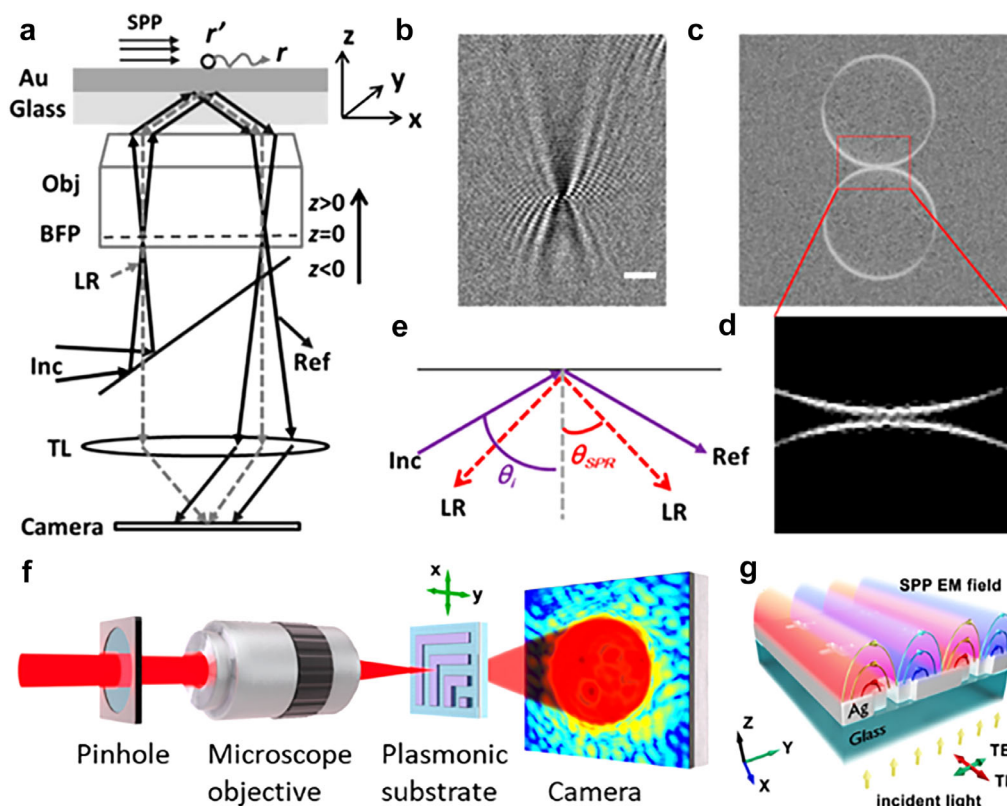 a
SPP
r'
r
z
y
x
Au
Glass
Obj
BFP
z>0
z=0
z<0
LR
Inc
Ref
TL
Camera
b
c
d
e
Inc
Ref
θi
θSPR
LR
LR
f
x
y
Pinhole
Microscope
objective
Plasmonic
substrate
Camera
g
SPP EM field
Ag
Glass
Z
Y
X
incident light